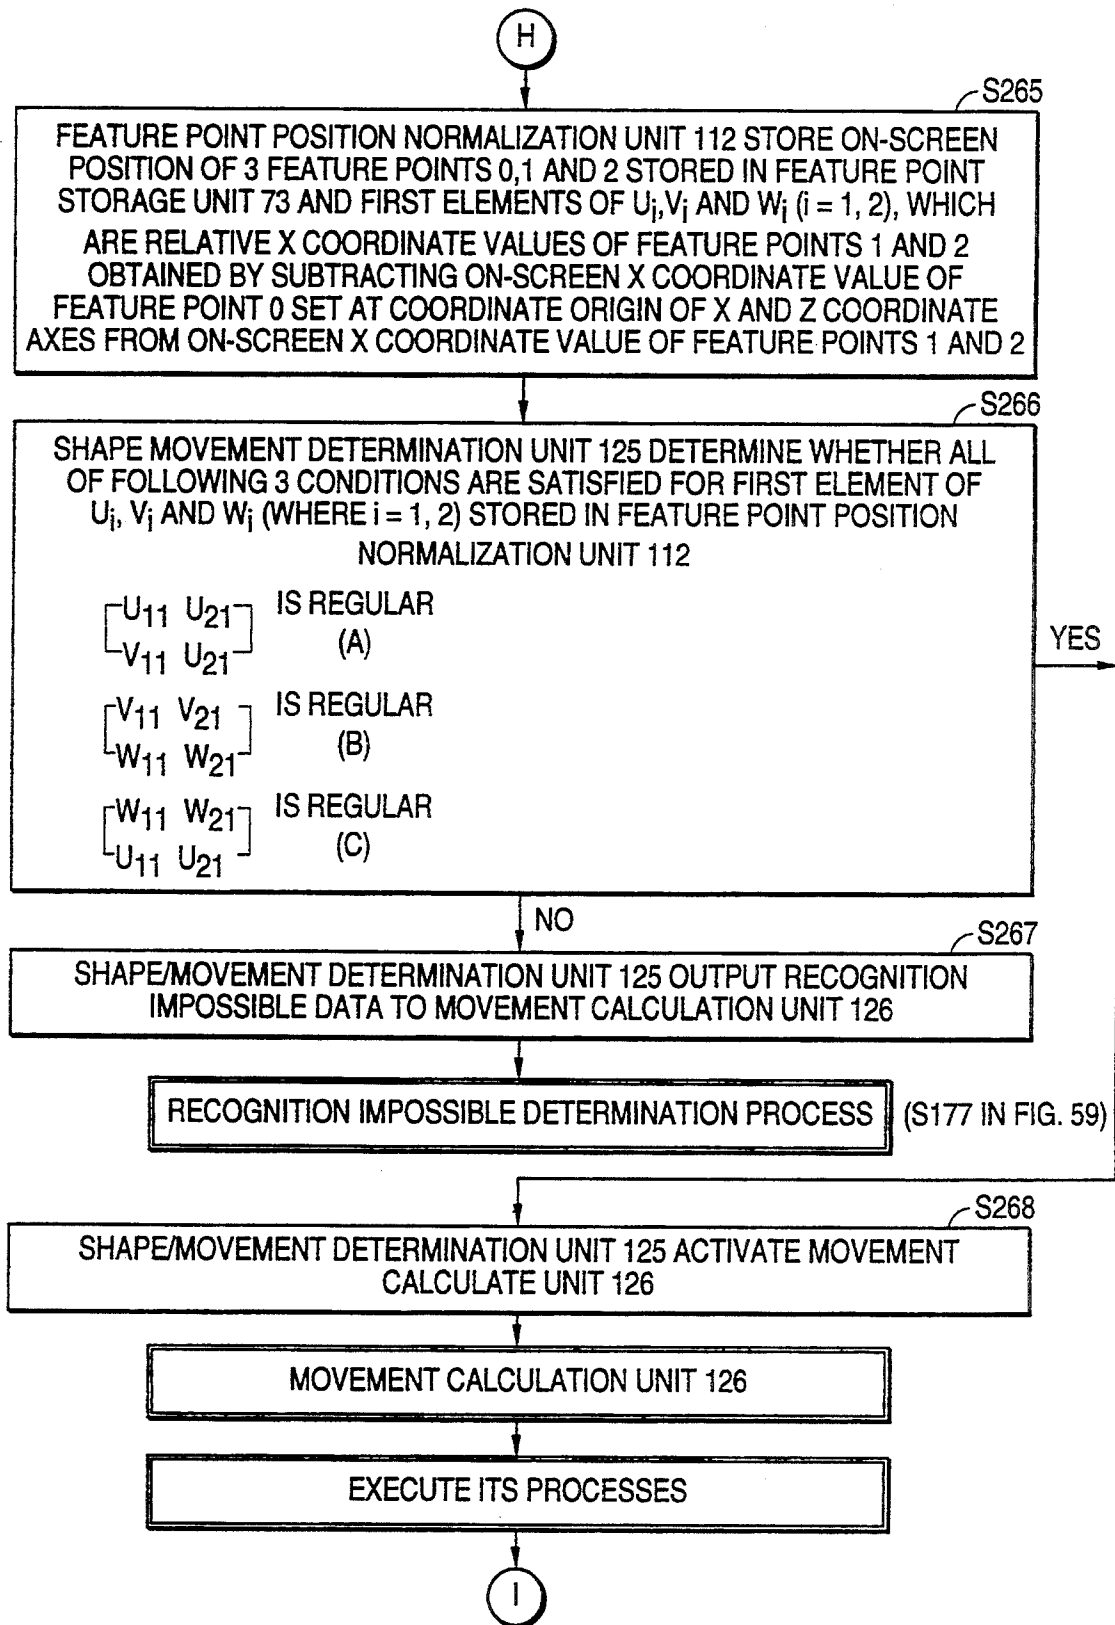 H
S265
FEATURE POINT POSITION NORMALIZATION UNIT 112 STORE ON-SCREEN
POSITION OF 3 FEATURE POINTS 0,1 AND 2 STORED IN FEATURE POINT
STORAGE UNIT 73 AND FIRST ELEMENTS OF Ui,Vi AND Wi (i = 1, 2), WHICH
ARE RELATIVE X COORDINATE VALUES OF FEATURE POINTS 1 AND 2
OBTAINED BY SUBTRACTING ON-SCREEN X COORDINATE VALUE OF
FEATURE POINT 0 SET AT COORDINATE ORIGIN OF X AND Z COORDINATE
AXES FROM ON-SCREEN X COORDINATE VALUE OF FEATURE POINTS 1 AND 2
S266
SHAPE MOVEMENT DETERMINATION UNIT 125 DETERMINE WHETHER ALL
OF FOLLOWING 3 CONDITIONS ARE SATISFIED FOR FIRST ELEMENT OF
Ui, Vi AND Wi (WHERE i = 1, 2) STORED IN FEATURE POINT POSITION
NORMALIZATION UNIT 112
U11 U21 IS REGULAR
V11 U21 (A)
YES
V11 V21 IS REGULAR
W11 W21 (B)
W11 W21 IS REGULAR
U11 U21 (C)
NO
S267
SHAPE/MOVEMENT DETERMINATION UNIT 125 OUTPUT RECOGNITION
IMPOSSIBLE DATA TO MOVEMENT CALCULATION UNIT 126
RECOGNITION IMPOSSIBLE DETERMINATION PROCESS (S177 IN FIG. 59)
S268
SHAPE/MOVEMENT DETERMINATION UNIT 125 ACTIVATE MOVEMENT
CALCULATE UNIT 126
MOVEMENT CALCULATION UNIT 126
EXECUTE ITS PROCESSES
I